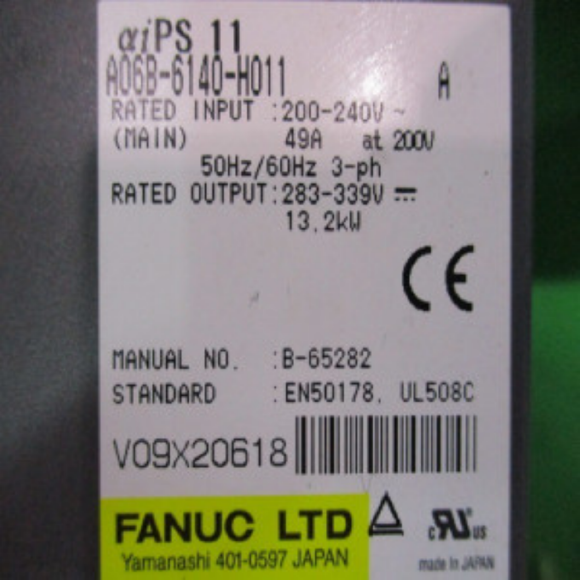 αiPS 11
A06B-6140-H011 A
RATED INPUT :200-240V ~
(MAIN) 49A at 200V
50Hz/60Hz 3-ph
RATED OUTPUT:283-339V ⎓
13.2kW
CE
MANUAL NO. :B-65282
STANDARD :EN50178, UL508C
V09X20618
FANUC LTD
Yamanashi 401-0597 JAPAN
c RU us
made in JAPAN